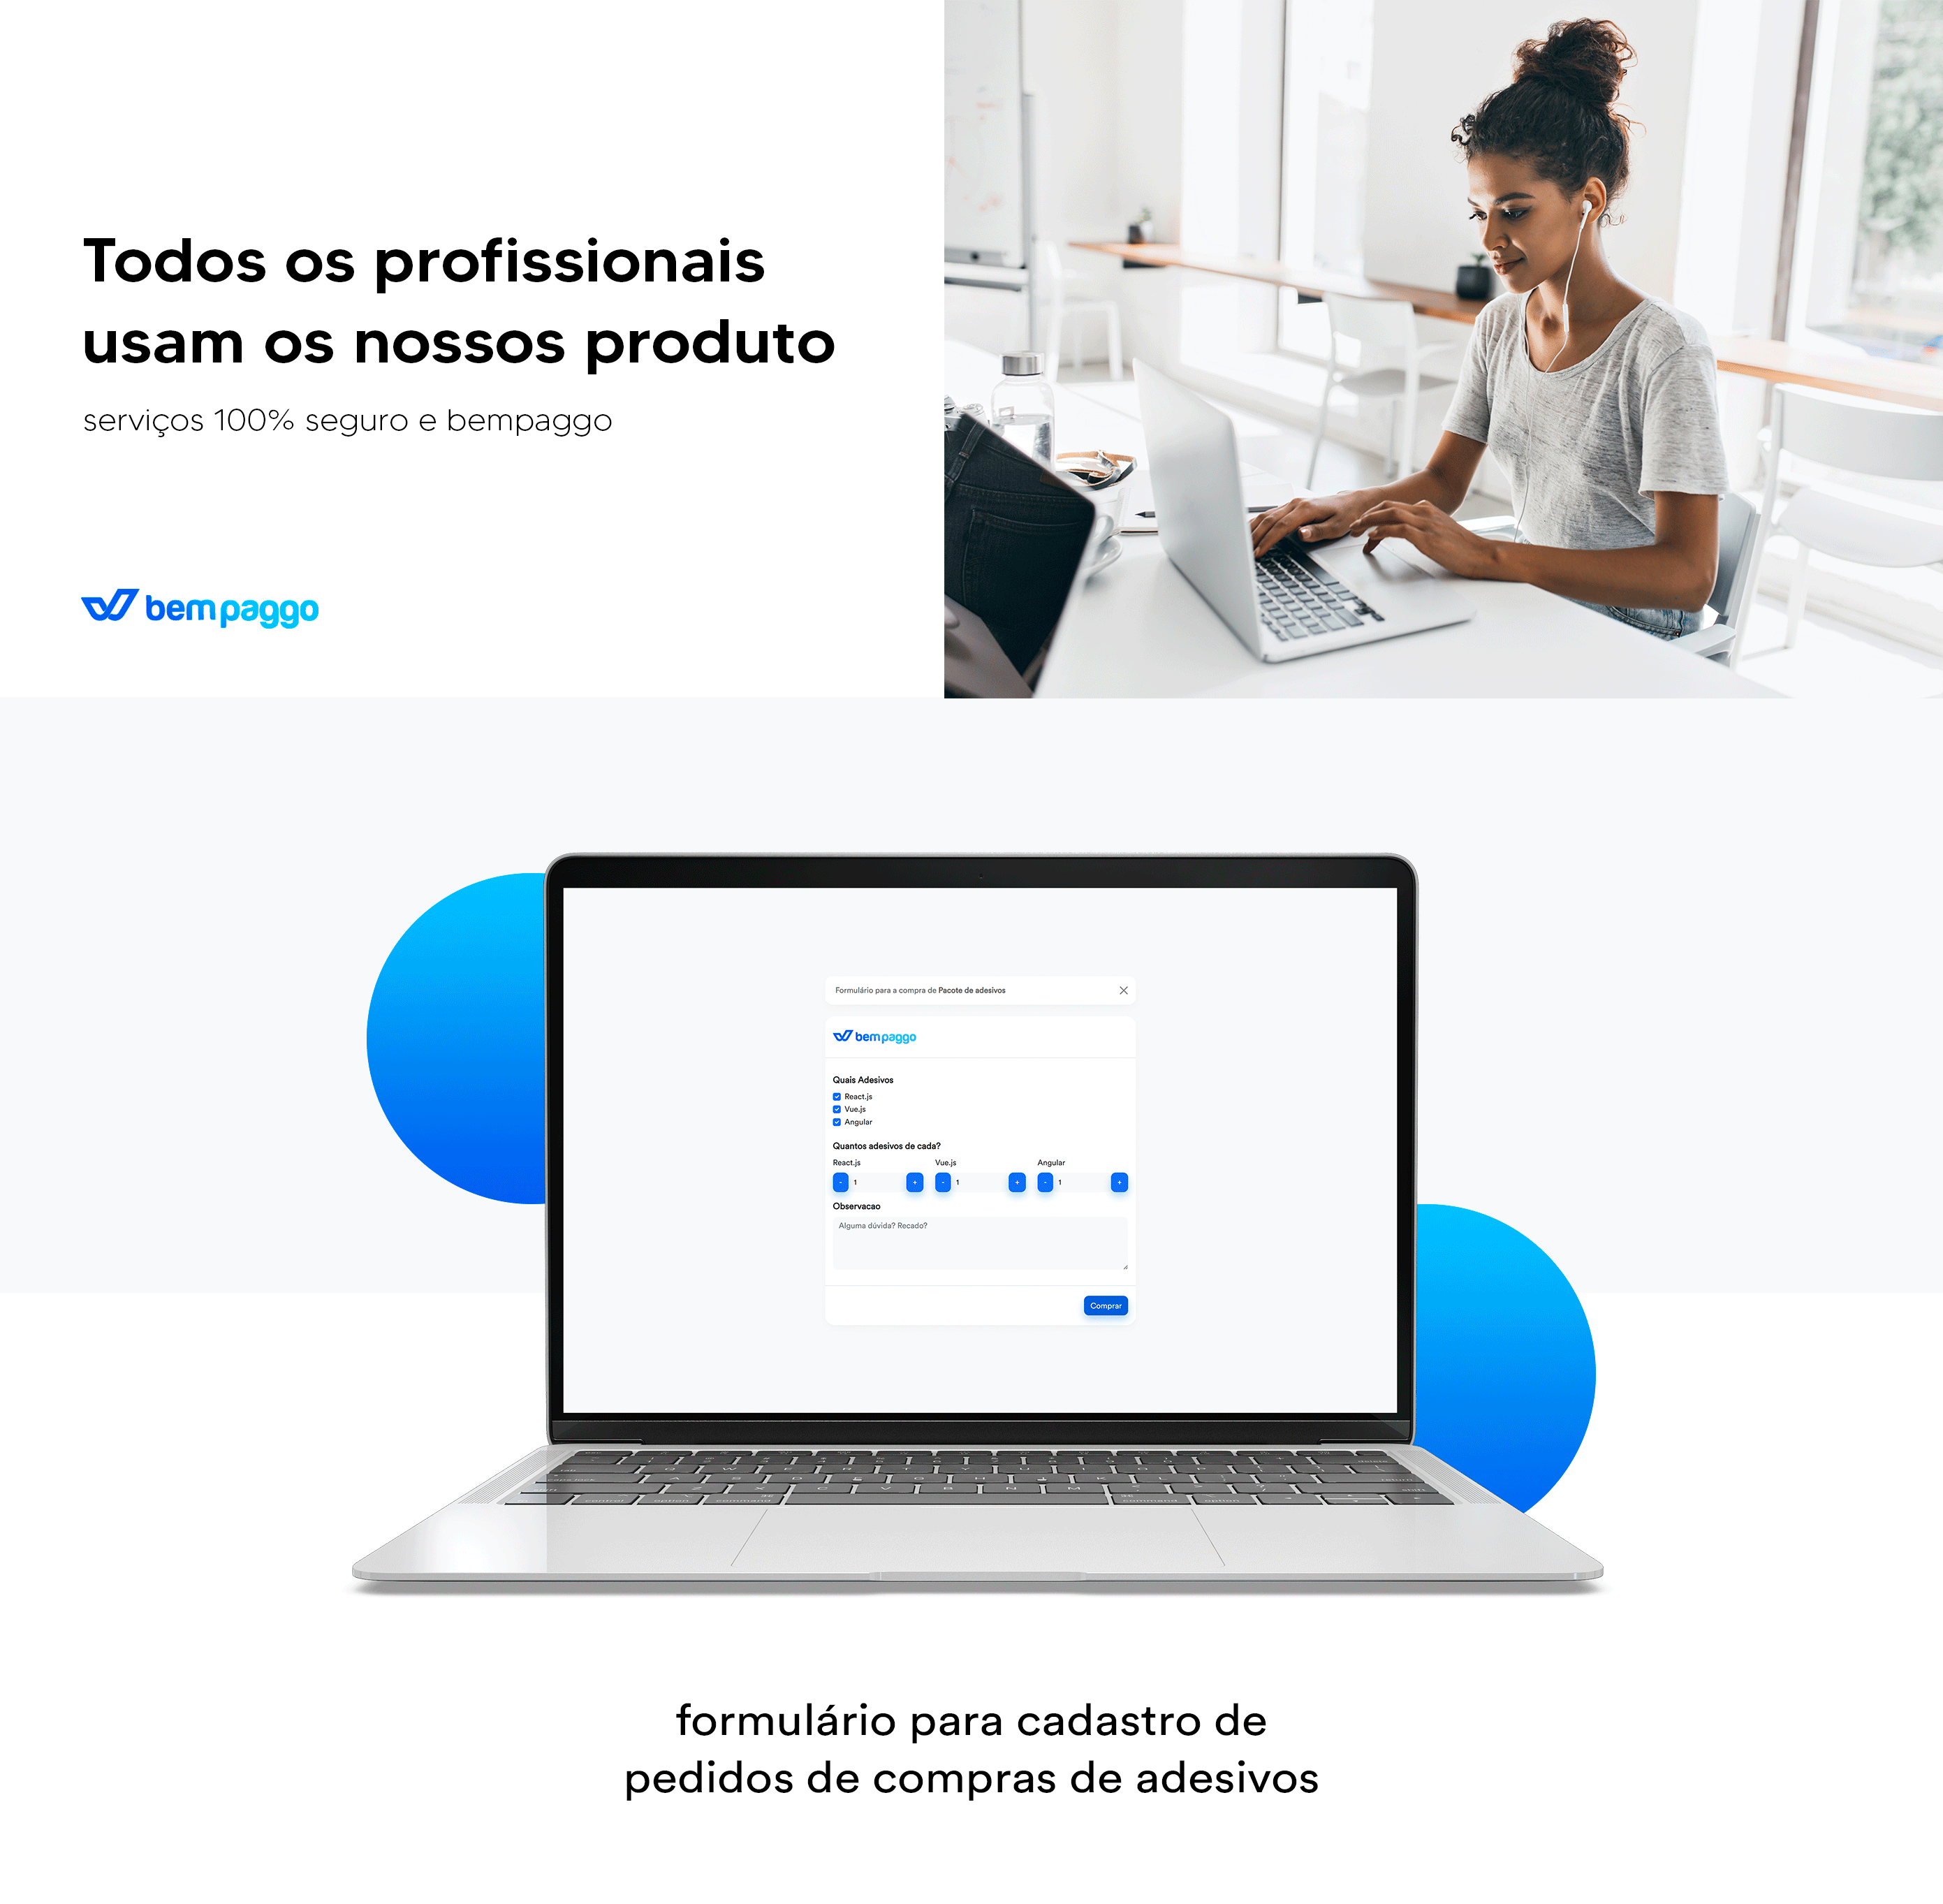 Todos os profissionais
usam os nossos produto
serviços 100% seguro e bempaggo
bempaggo
Formulário para a compra de Pacote de adesivos
bempaggo
Quais Adesivos
React.js
Vue.js
Angular
Quantos adesivos de cada?
React.js Vue.js Angular
- 1 + - 1 + - 1 +
Observacao
Alguma dúvida? Recado?
Comprar
formulário para cadastro de
pedidos de compras de adesivos